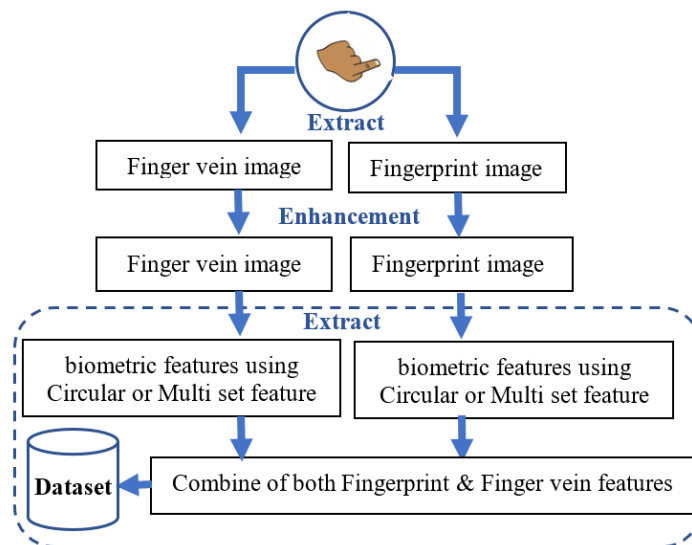 Extract
Finger vein image
Fingerprint image
Enhancement
Finger vein image
Fingerprint image
Extract
biometric features using
Circular or Multi set feature
biometric features using
Circular or Multi set feature
Dataset
Combine of both Fingerprint & Finger vein features